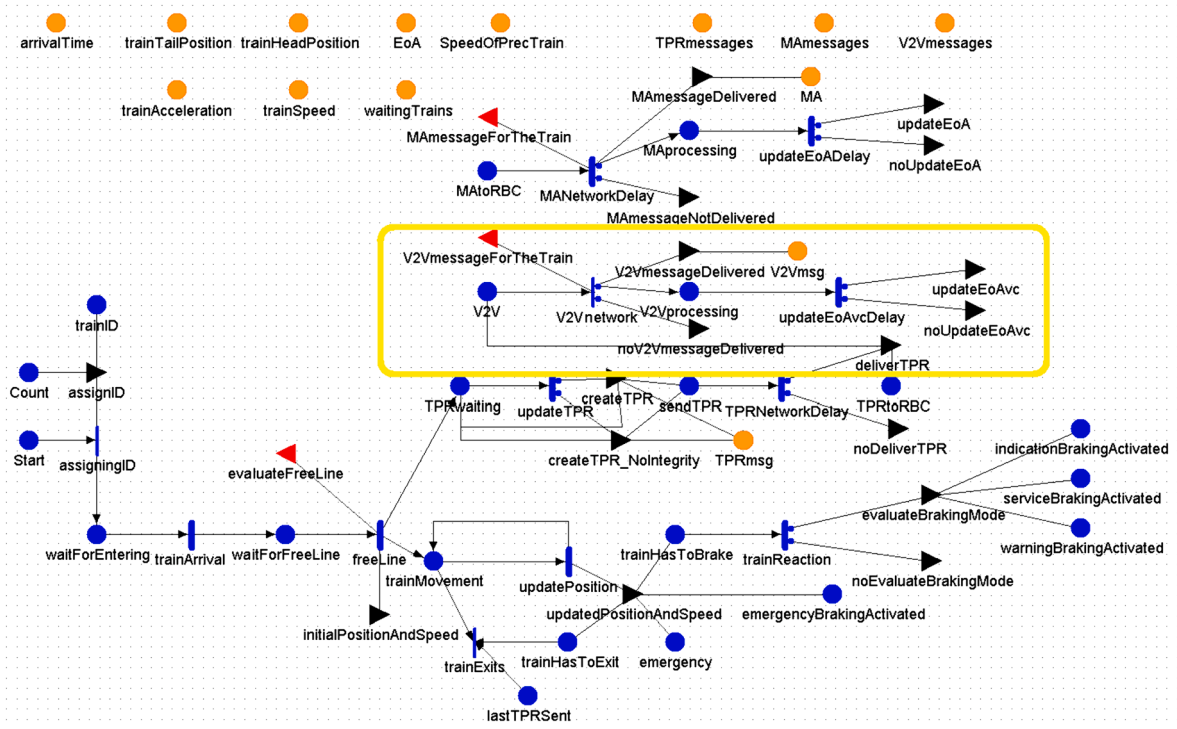 arrivalTime
trainTailPosition
trainHeadPosition
EoA
SpeedOfPrecTrain
TPRmessages
MAmessages
V2Vmessages
trainAcceleration
trainSpeed
waitingTrains
MAmessageDelivered
MA
updateEoA
MAmessageForTheTrain
MAprocessing
updateEoADelay
noUpdateEoA
MAtoRBC
MANetworkDelay
MAmessageNotDelivered
V2VmessageForTheTrain
V2VmessageDelivered
V2Vmsg
updateEoAvc
V2V
V2Vnetwork
V2Vprocessing
updateEoAvcDelay
noUpdateEoAvc
trainID
noV2VmessageDelivered
deliverTPR
Count
assignID
TPRwaiting
updateTPR
createTPR
sendTPR
TPRNetworkDelay
TPRtoRBC
Start
assigningID
createTPR_NoIntegrity
TPRmsg
noDeliverTPR
indicationBrakingActivated
evaluateFreeLine
serviceBrakingActivated
evaluateBrakingMode
waitForEntering
trainArrival
waitForFreeLine
freeLine
trainMovement
trainHasToBrake
trainReaction
warningBrakingActivated
updatePosition
noEvaluateBrakingMode
initialPositionAndSpeed
updatedPositionAndSpeed
emergencyBrakingActivated
trainExits
trainHasToExit
emergency
lastTPRSent